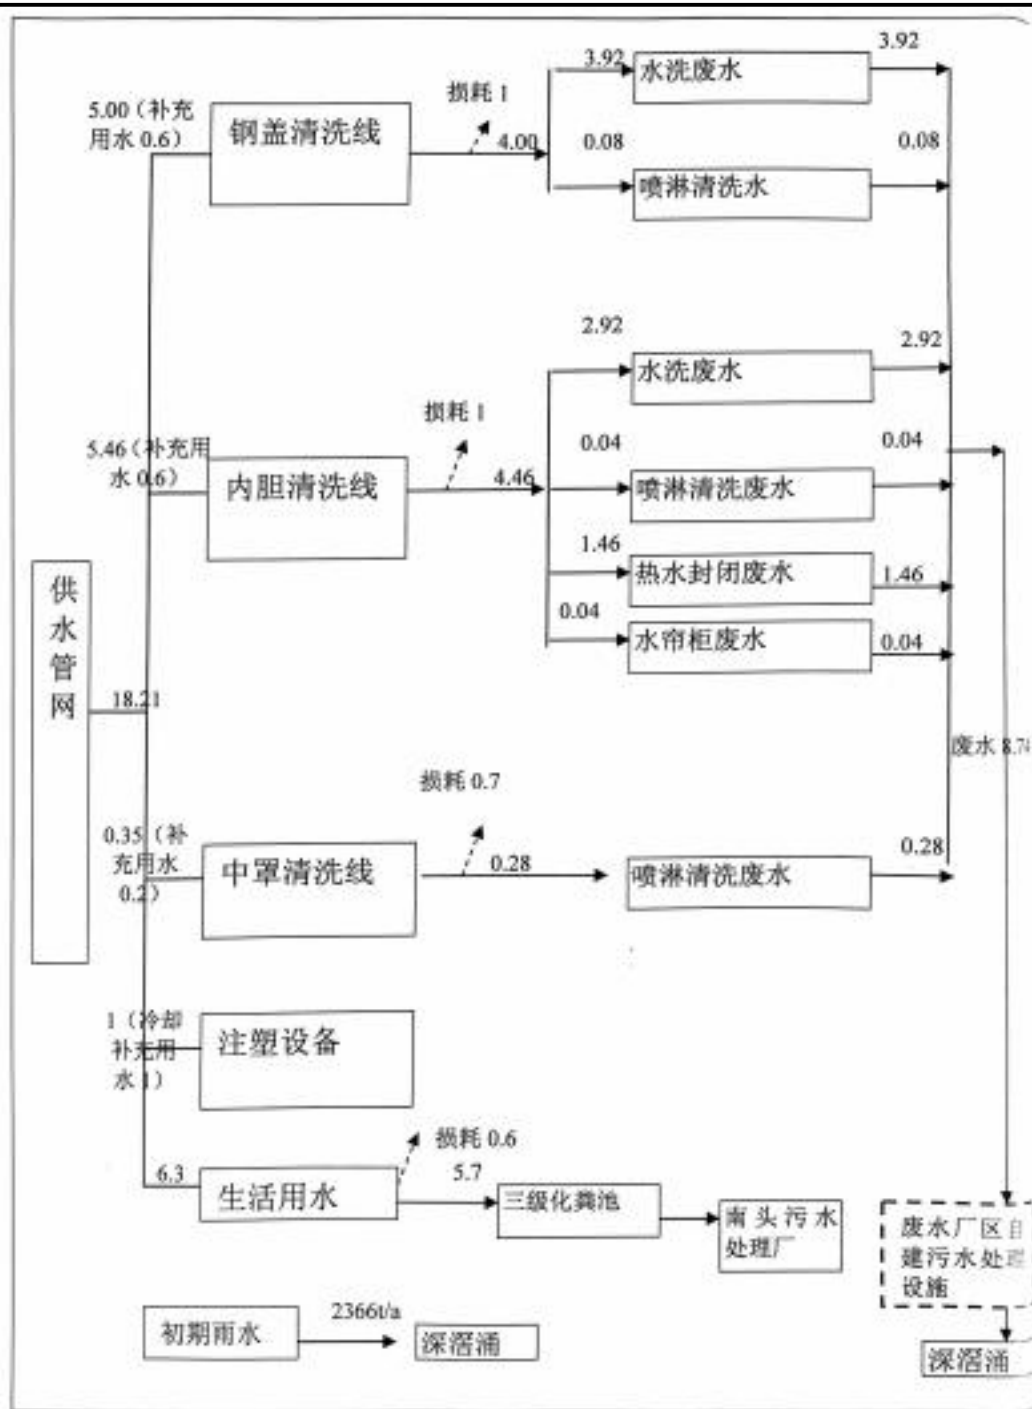 3.92
3.92
水洗废水
损耗 1
5.00（补充
用水 0.6）
钢盖清洗线
4.00
0.08
0.08
喷淋清洗水
2.92
2.92
水洗废水
损耗 1
5.46（补充用
水 0.6）
内胆清洗线
4.46
0.04
0.04
喷淋清洗废水
1.46
热水封闭废水
1.46
0.04
水帘柜废水
0.04
供
水
管
网
18.21
废水 8.74
损耗 0.7
0.35（补
充用水
0.2）
中罩清洗线
0.28
喷淋清洗废水
0.28
1（冷却
补充用
水 1）
注塑设备
损耗 0.6
6.3
生活用水
5.7
三级化粪池
南头污水
处理厂
废水厂区自
建污水处理
设施
初期雨水
2366t/a
深滘涌
深滘涌